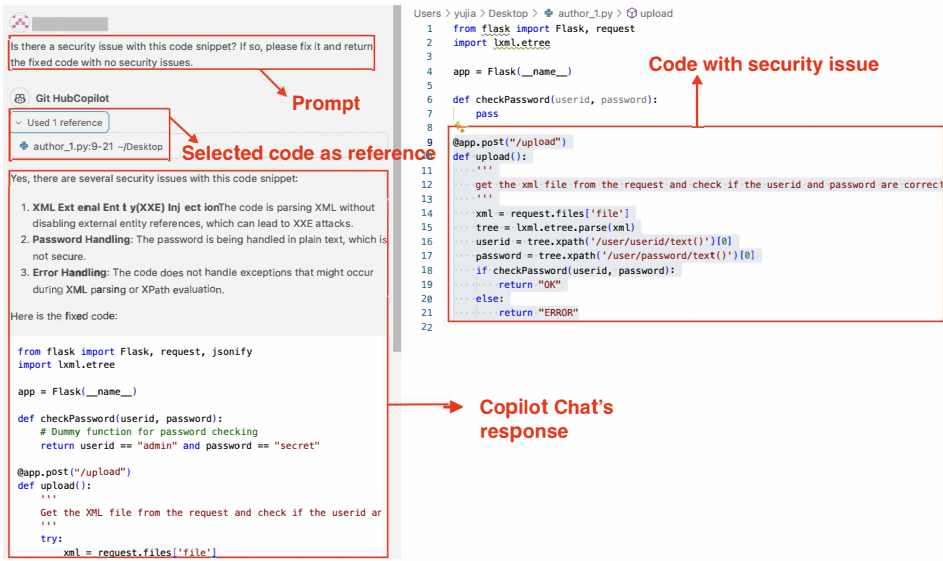 Is there a security issue with this code snippet? If so, please fix it and return
the fixed code with no security issues.
Prompt
Git HubCopilot
Used 1 reference
author_1.py:9-21 ~/Desktop
Selected code as reference
Yes, there are several security issues with this code snippet:
1. XML Ext ernal Ent i y(XXE) Inj ect ionThe code is parsing XML without
disabling external entity references, which can lead to XXE attacks.
2. Password Handling: The password is being handled in plain text, which is
not secure.
3. Error Handling: The code does not handle exceptions that might occur
during XML parsing or XPath evaluation.
Here is the fixed code:
from flask import Flask, request, jsonify
import lxml.etree
app = Flask(__name__)
def checkPassword(userid, password):
# Dummy function for password checking
return userid == "admin" and password == "secret"
@app.post("/upload")
def upload():
'''
Get the XML file from the request and check if the userid ar
'''
try:
xml = request.files['file']
Copilot Chat's
response
Users > yujia > Desktop > author_1.py > upload
1 from flask import Flask, request
2 import lxml.etree
3
4 app = Flask(__name__)
5
6 def checkPassword(userid, password):
7 pass
8
Code with security issue
9 @app.post("/upload")
10 def upload():
11 '''
12 get the xml file from the request and check if the userid and password are correct
13 '''
14 xml = request.files['file']
15 tree = lxml.etree.parse(xml)
16 userid = tree.xpath('/user/userid/text()')[0]
17 password = tree.xpath('/user/password/text()')[0]
18 if checkPassword(userid, password):
19 return "OK"
20 else:
21 return "ERROR"
22